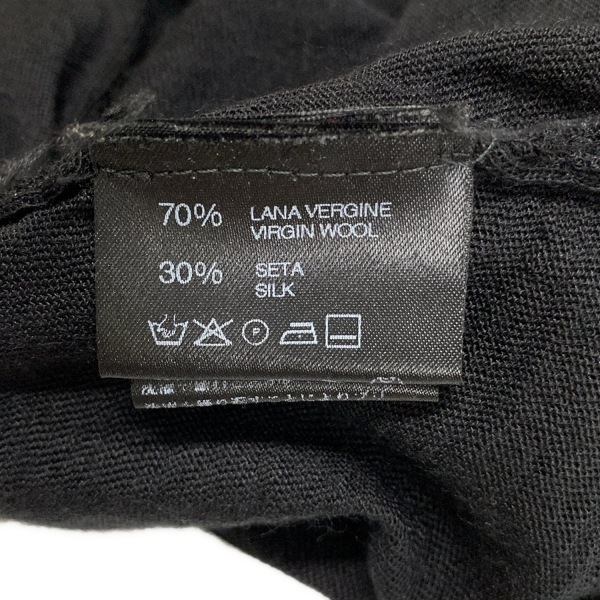 70% LANA VERGINE
VIRGIN WOOL
30% SETA
SILK
P